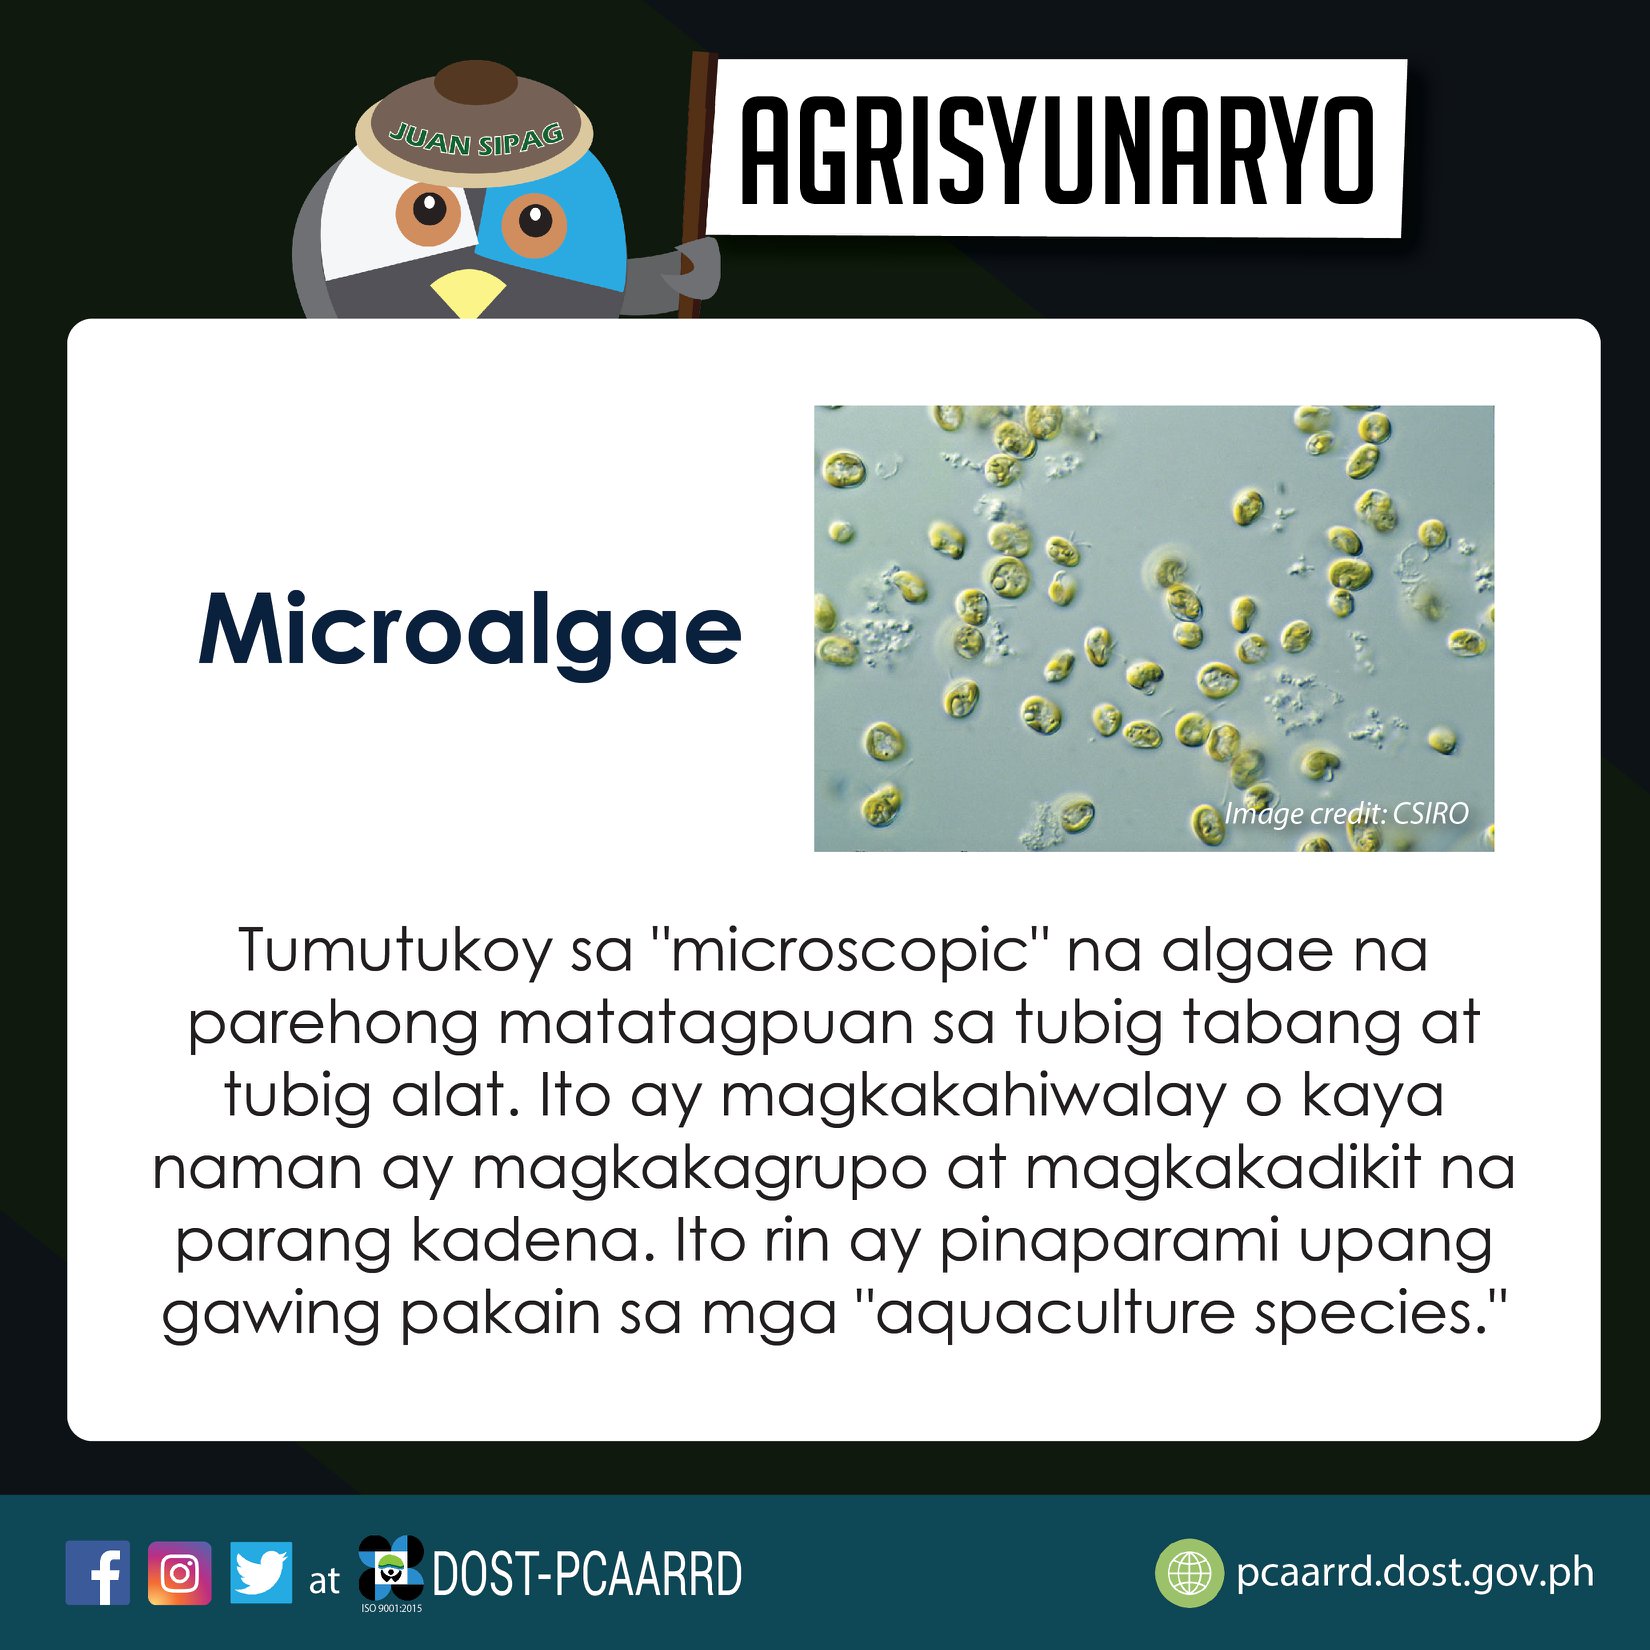 JUAN SIPAG
AGRISYUNARYO
Microalgae
Image credit: CSIRO
Tumutukoy sa "microscopic" na algae na
parehong matatagpuan sa tubig tabang at
tubig alat. Ito ay magkakahiwalay o kaya
naman ay magkakagrupo at magkakadikit na
parang kadena. Ito rin ay pinaparami upang
gawing pakain sa mga "aquaculture species."
at DOST-PCAARRD
ISO 9001:2015
pcaarrd.dost.gov.ph